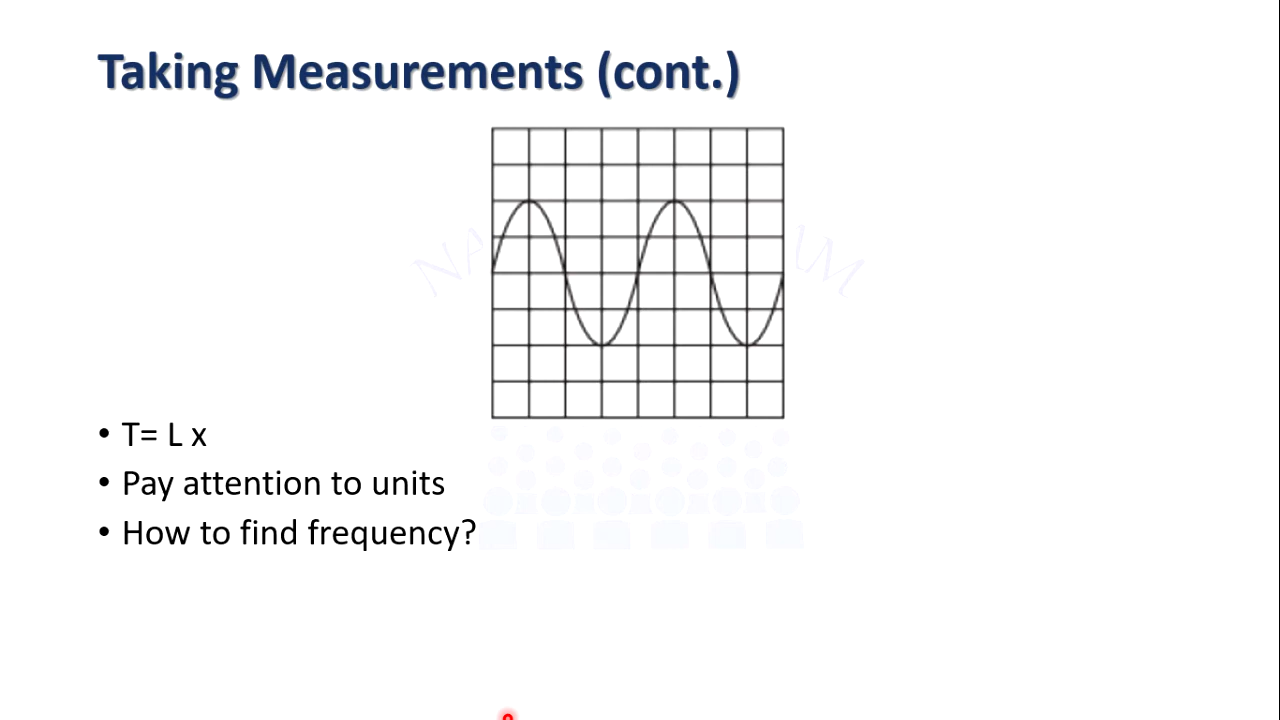 Taking Measurements (cont.)
• T= L x
• Pay attention to units
• How to find frequency?